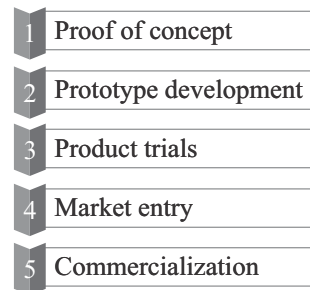 1 Proof of concept
2 Prototype development
3 Product trials
4 Market entry
5 Commercialization